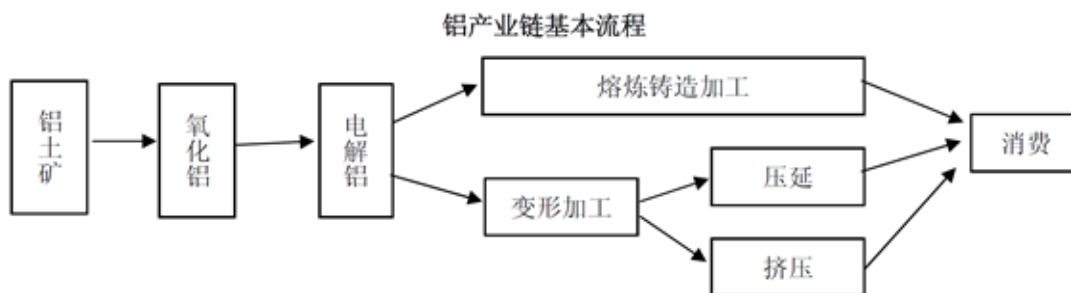 铝产业链基本流程
铝土矿
氧化铝
电解铝
熔炼铸造加工
变形加工
压延
挤压
消费